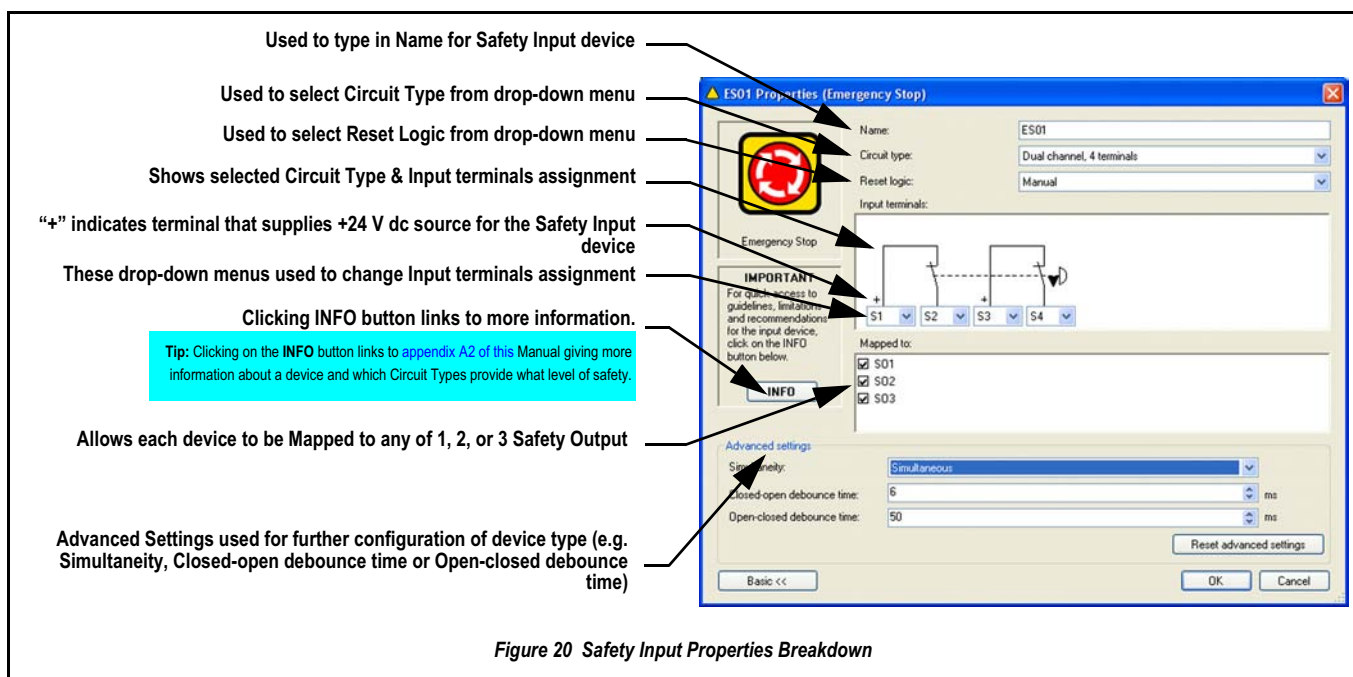 Used to type in Name for Safety Input device
Used to select Circuit Type from drop-down menu
Used to select Reset Logic from drop-down menu
Shows selected Circuit Type & Input terminals assignment
“+” indicates terminal that supplies +24 V dc source for the Safety Input
device
These drop-down menus used to change Input terminals assignment
Clicking INFO button links to more information.
Tip: Clicking on the INFO button links to appendix A2 of this Manual giving more
information about a device and which Circuit Types provide what level of safety.
Allows each device to be Mapped to any of 1, 2, or 3 Safety Output
Advanced Settings used for further configuration of device type (e.g.
Simultaneity, Closed-open debounce time or Open-closed debounce
time)
ES01 Properties (Emergency Stop)
Emergency Stop
IMPORTANT
For quick access to
guidelines, limitations
and recommendations
for the input device,
click on the INFO
button below.
INFO
Name: ES01
Circuit type: Dual channel, 4 terminals
Reset logic: Manual
Input terminals:
+ +
S1 S2 S3 S4
Mapped to:
SO1
SO2
SO3
Advanced settings
Simultaneity: Simultaneous
Closed-open debounce time: 6 ms
Open-closed debounce time: 50 ms
Reset advanced settings
Basic << OK Cancel
Figure 20 Safety Input Properties Breakdown